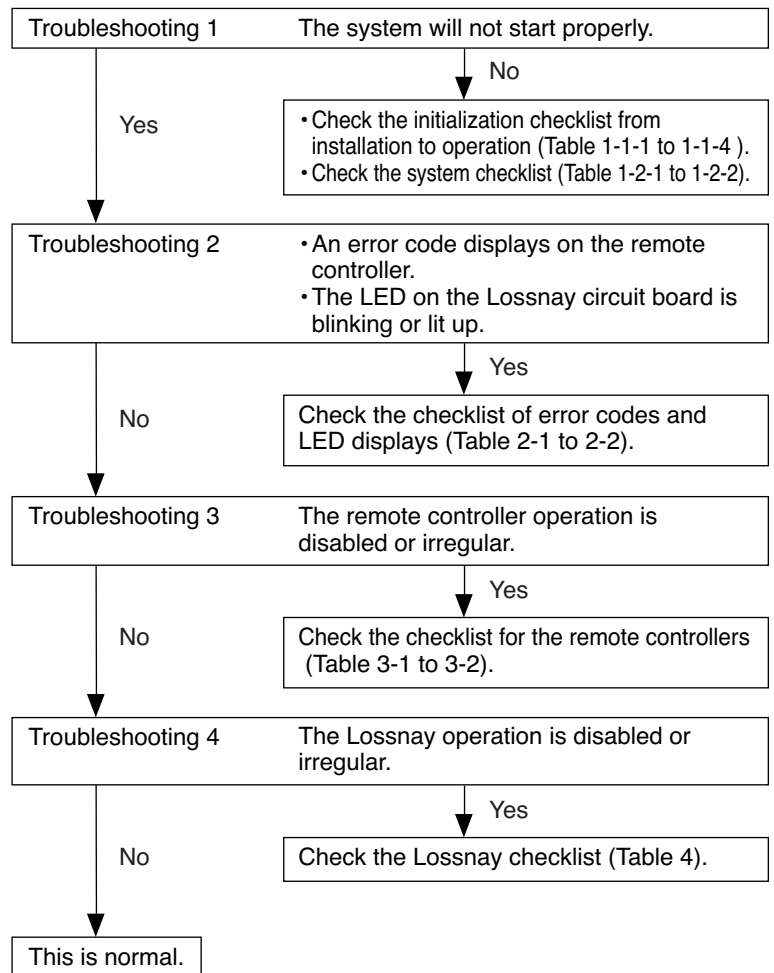 Troubleshooting 1 The system will not start properly.
No
Yes
・Check the initialization checklist from
installation to operation (Table 1-1-1 to 1-1-4 ).
・Check the system checklist (Table 1-2-1 to 1-2-2).
Troubleshooting 2 ・An error code displays on the remote
controller.
・The LED on the Lossnay circuit board is
blinking or lit up.
Yes
No
Check the checklist of error codes and
LED displays (Table 2-1 to 2-2).
Troubleshooting 3 The remote controller operation is
disabled or irregular.
Yes
No
Check the checklist for the remote controllers
(Table 3-1 to 3-2).
Troubleshooting 4 The Lossnay operation is disabled or
irregular.
Yes
No
Check the Lossnay checklist (Table 4).
This is normal.